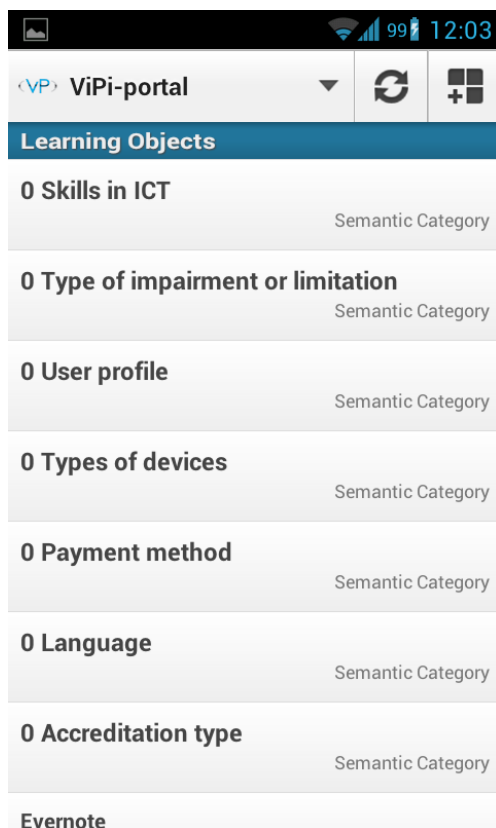 99 12:03
VP ViPi-portal
Learning Objects
0 Skills in ICT
Semantic Category
0 Type of impairment or limitation
Semantic Category
0 User profile
Semantic Category
0 Types of devices
Semantic Category
0 Payment method
Semantic Category
0 Language
Semantic Category
0 Accreditation type
Semantic Category
Evernote